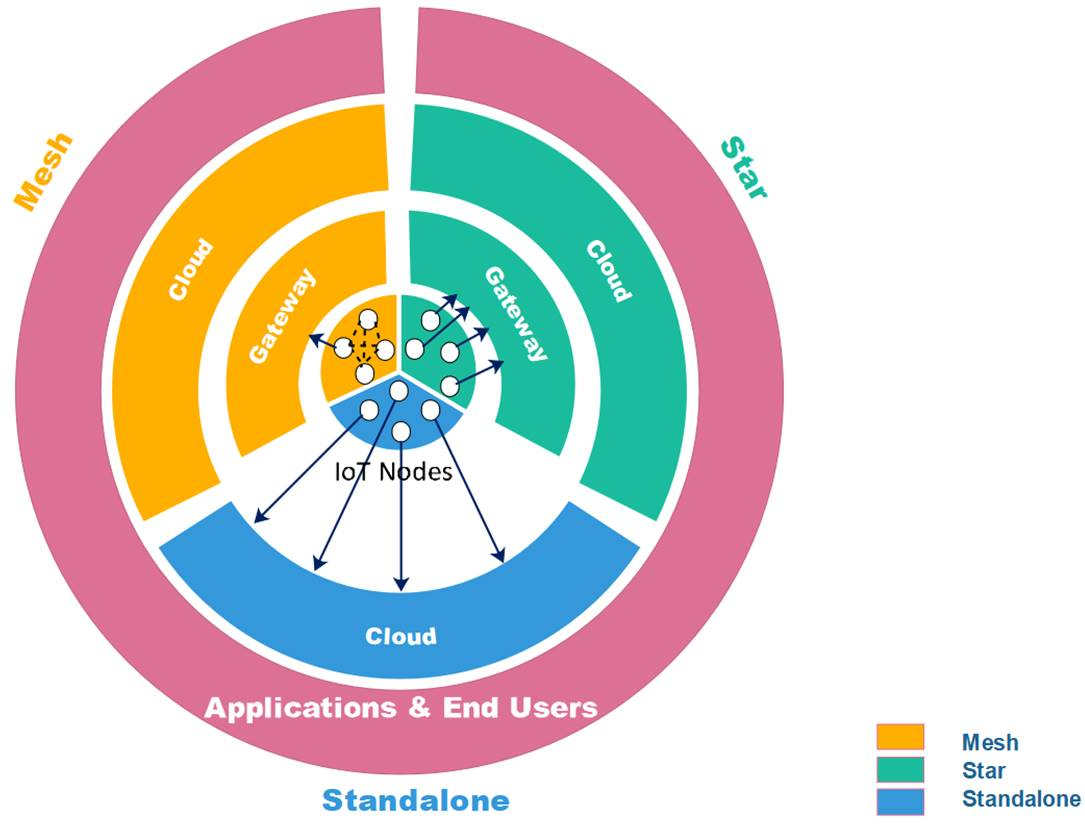 Mesh
Star
Cloud
Cloud
Gateway
Gateway
IoT Nodes
Cloud
Applications & End Users
Standalone
Mesh
Star
Standalone